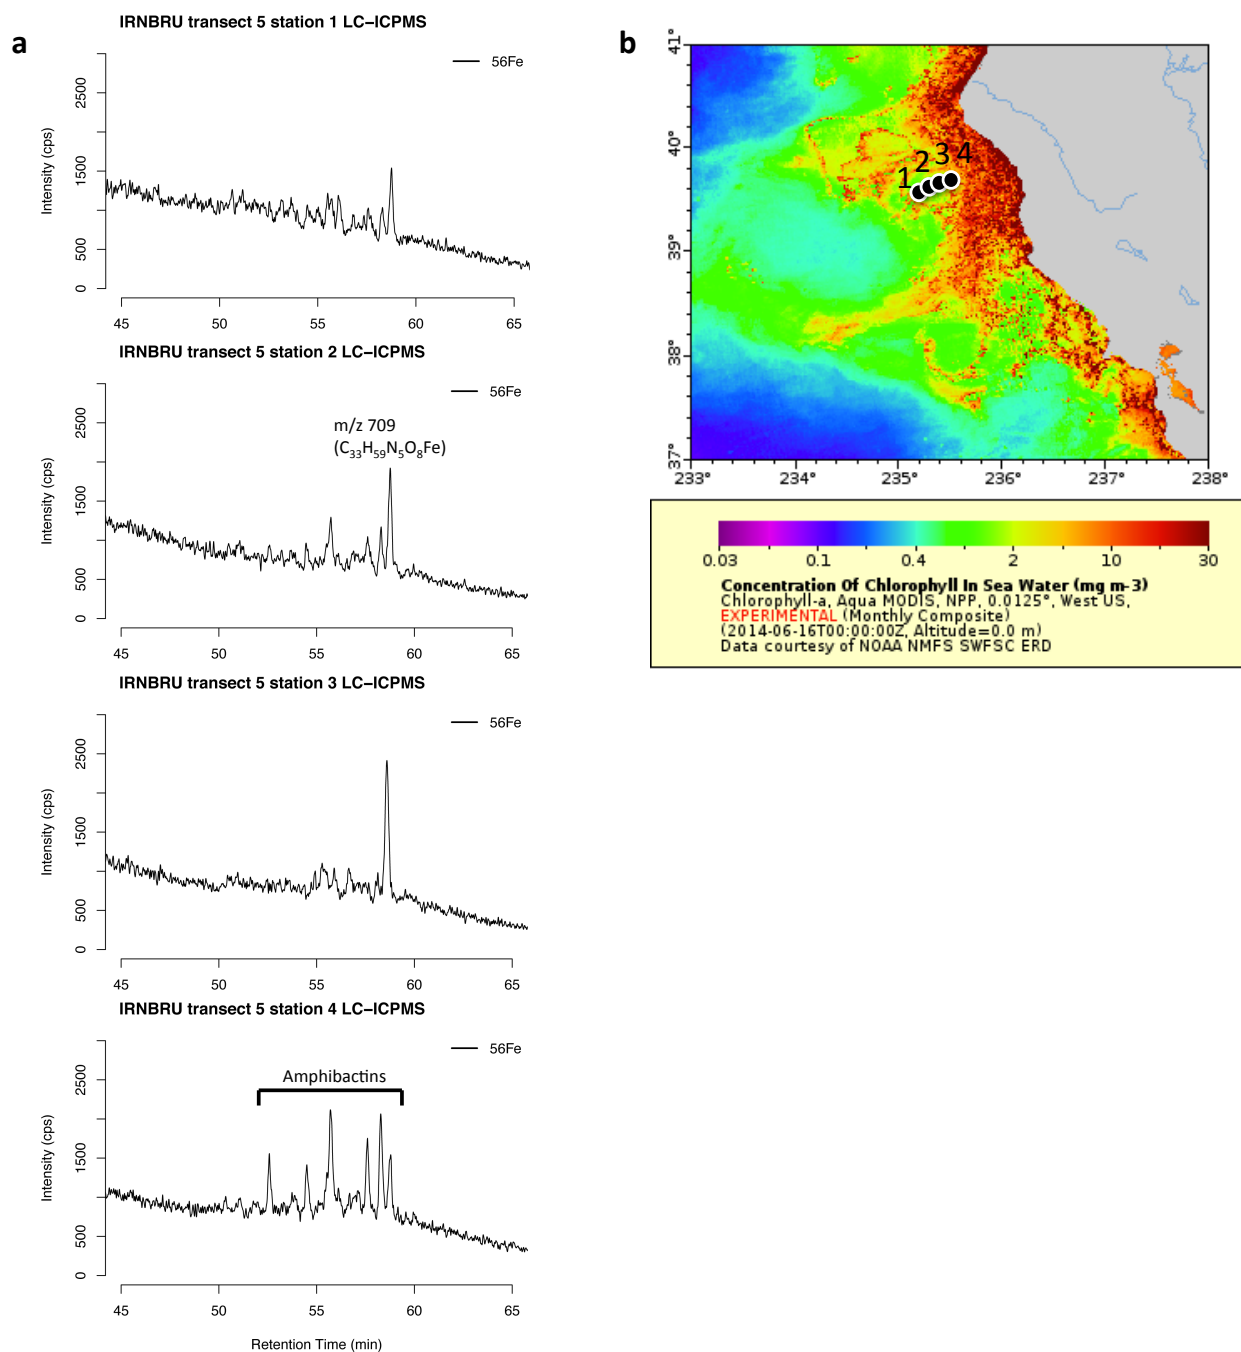 IRNBRU transect 5 station 1 LC−ICPMS
a
56Fe
Intensity (cps)
0
500
1500
2500
45
50
55
60
65
IRNBRU transect 5 station 2 LC−ICPMS
56Fe
m/z 709
(C33H59N5O8Fe)
Intensity (cps)
0
500
1500
2500
45
50
55
60
65
IRNBRU transect 5 station 3 LC−ICPMS
56Fe
Intensity (cps)
0
500
1500
2500
45
50
55
60
65
IRNBRU transect 5 station 4 LC−ICPMS
56Fe
Amphibactins
Intensity (cps)
0
500
1500
2500
45
50
55
60
65
Retention Time (min)
b
41°
40°
39°
38°
37°
1 2 3 4
233°
234°
235°
236°
237°
238°
0.03
0.1
0.4
2
10
30
Concentration Of Chlorophyll In Sea Water (mg m-3)
Chlorophyll-a, Aqua MODIS, NPP, 0.0125°, West US,
EXPERIMENTAL (Monthly Composite)
(2014-06-16T00:00:00Z, Altitude=0.0 m)
Data courtesy of NOAA NMFS SWFSC ERD